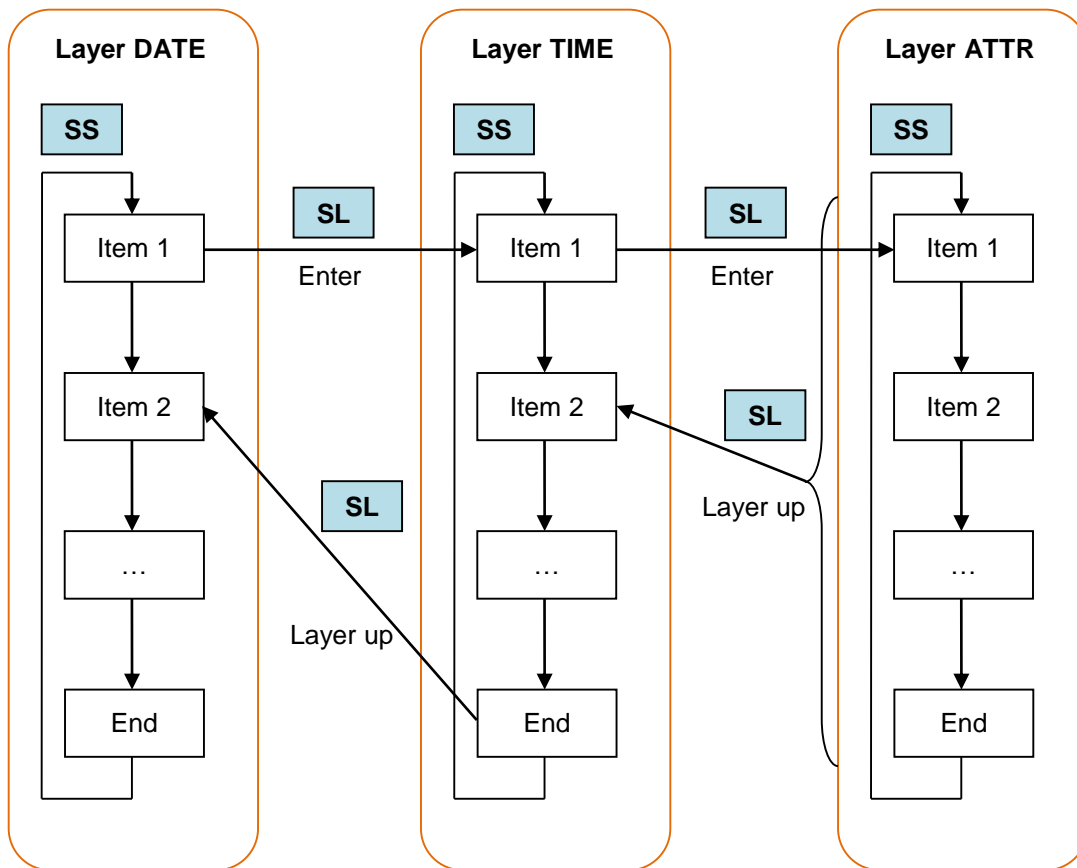 Layer DATE
SS
Item 1
Item 2
…
End
SL
Enter
SL
Layer up
Layer TIME
SS
Item 1
Item 2
…
End
SL
Enter
SL
Layer up
Layer ATTR
SS
Item 1
Item 2
…
End